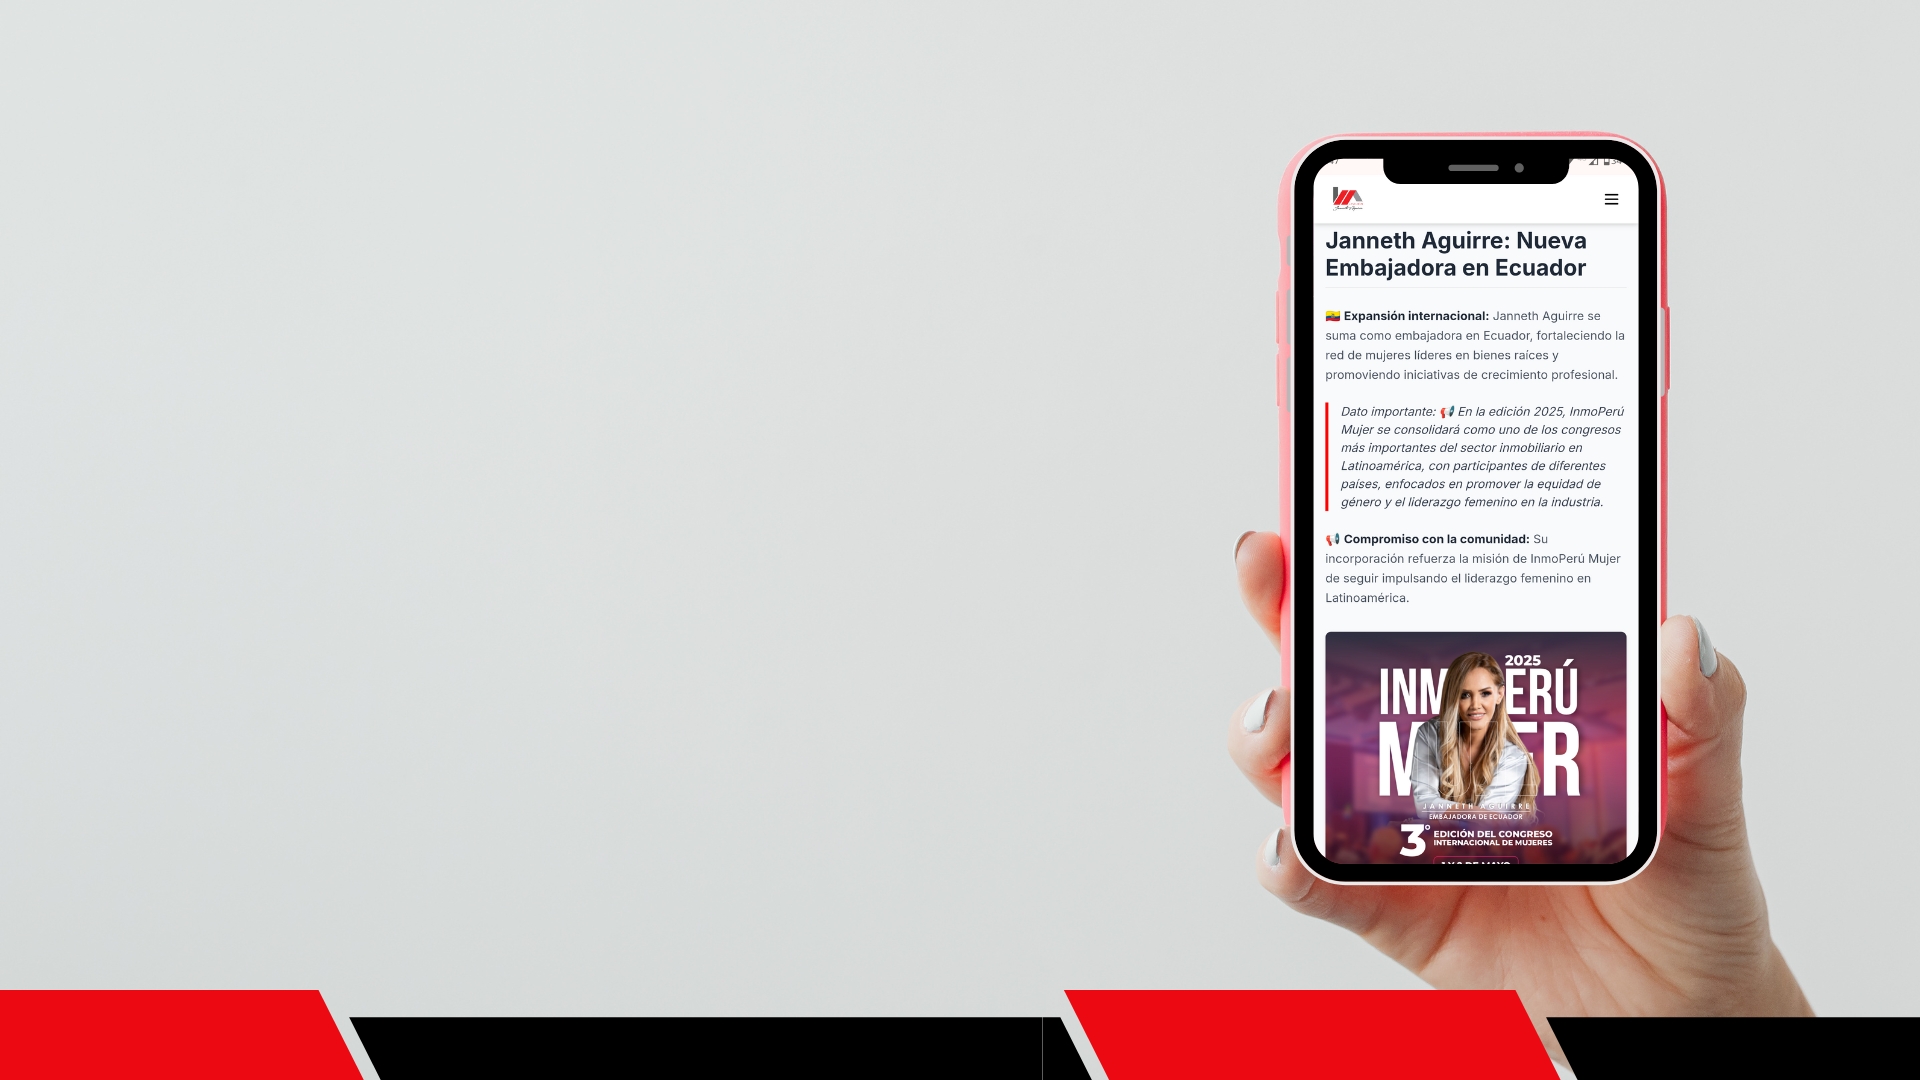 Janneth Aguirre: Nueva
Embajadora en Ecuador
Expansión internacional: Janneth Aguirre se
suma como embajadora en Ecuador, fortaleciendo la
red de mujeres líderes en bienes raíces y
promoviendo iniciativas de crecimiento profesional.
Dato importante: 📢 En la edición 2025, InmoPerú
Mujer se consolidará como uno de los congresos
más importantes del sector inmobiliario en
Latinoamérica, con participantes de diferentes
países, enfocados en promover la equidad de
género y el liderazgo femenino en la industria.
📢 Compromiso con la comunidad: Su
incorporación refuerza la misión de InmoPerú Mujer
de seguir impulsando el liderazgo femenino en
Latinoamérica.
2025
INMOPERÚ
MUJER
JANNETH AGUIRRE
EMBAJADORA DE ECUADOR
3° EDICIÓN DEL CONGRESO
INTERNACIONAL DE MUJERES